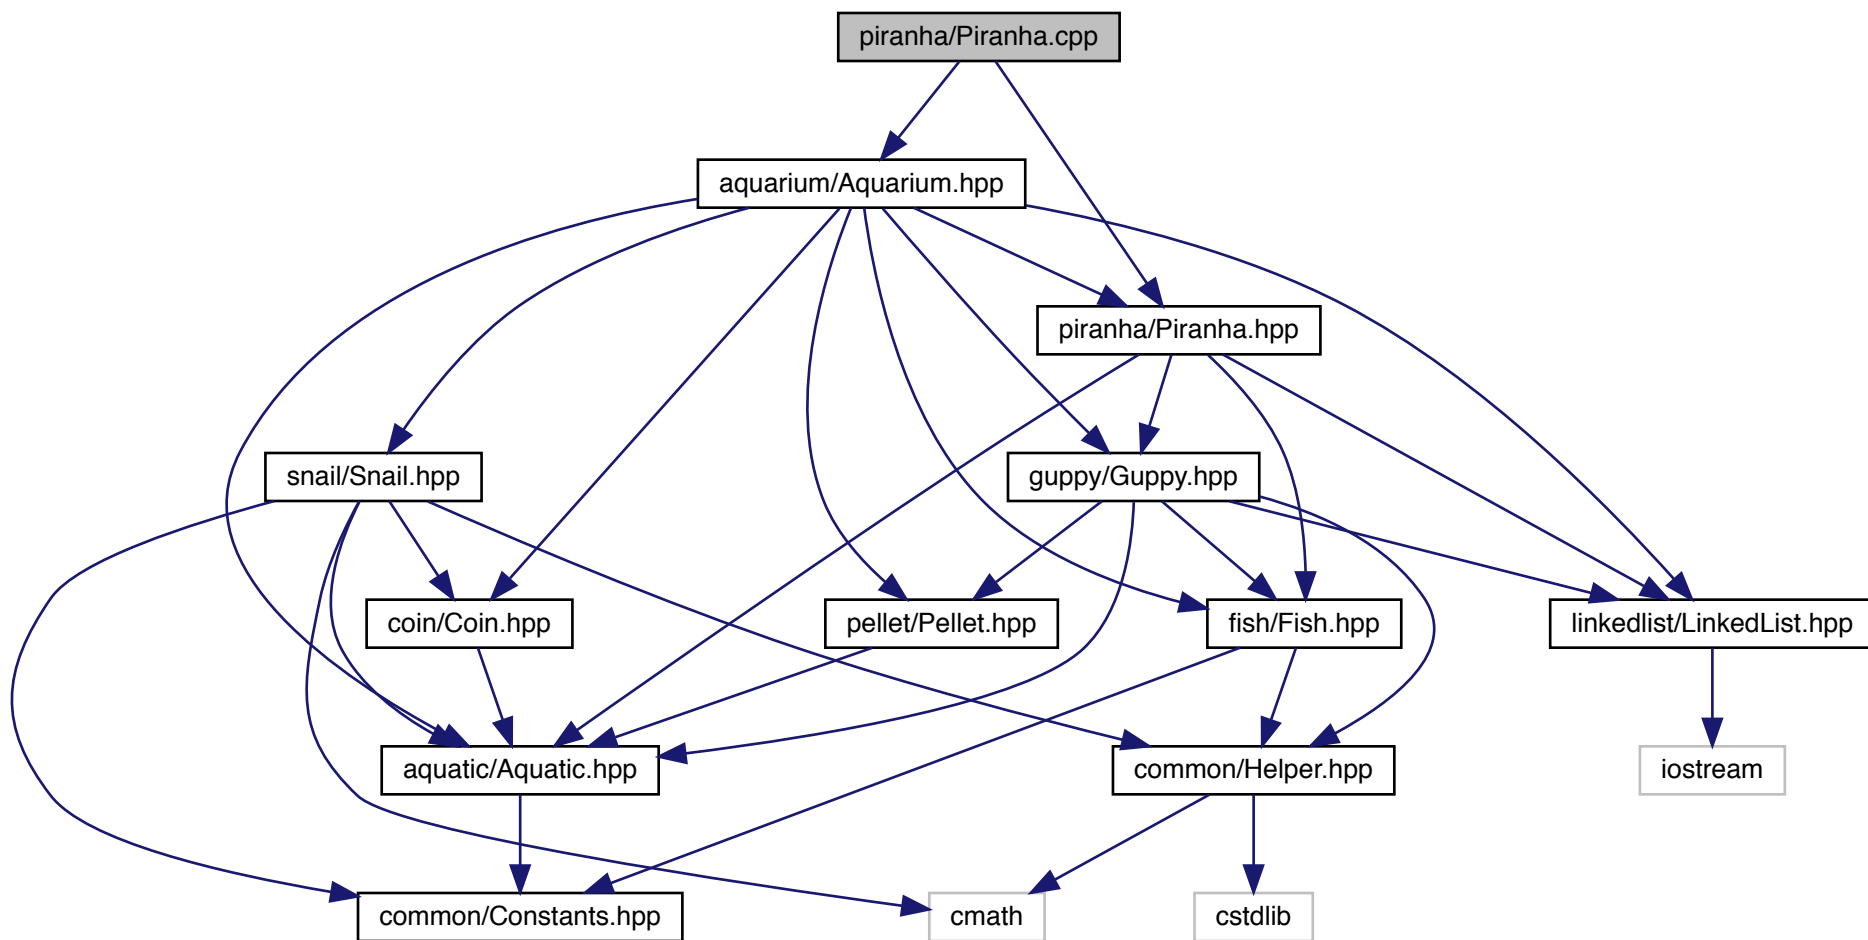 piranha/Piranha.cpp
aquarium/Aquarium.hpp
piranha/Piranha.hpp
snail/Snail.hpp
guppy/Guppy.hpp
coin/Coin.hpp
pellet/Pellet.hpp
fish/Fish.hpp
linkedlist/LinkedList.hpp
aquatic/Aquatic.hpp
common/Helper.hpp
iostream
common/Constants.hpp
cmath
cstdlib